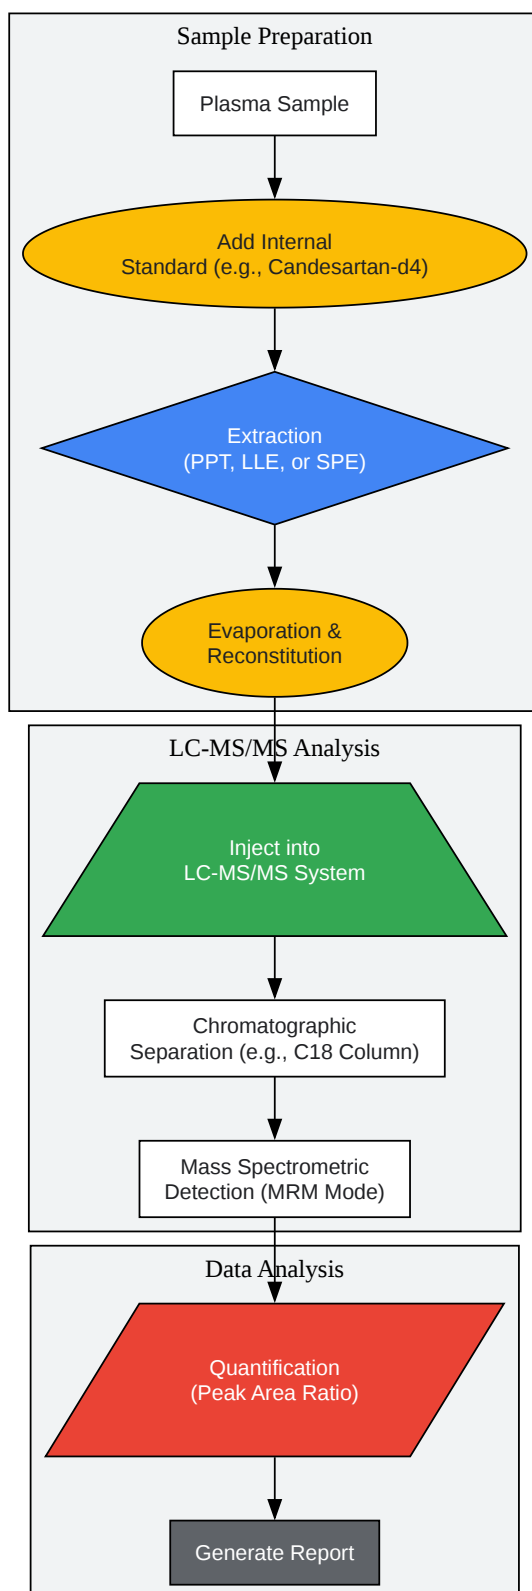 Sample Preparation
Plasma Sample
Add Internal
Standard (e.g., Candesartan-d4)
Extraction
(PPT, LLE, or SPE)
Evaporation &
Reconstitution
LC-MS/MS Analysis
Inject into
LC-MS/MS System
Chromatographic
Separation (e.g., C18 Column)
Mass Spectrometric
Detection (MRM Mode)
Data Analysis
Quantification
(Peak Area Ratio)
Generate Report